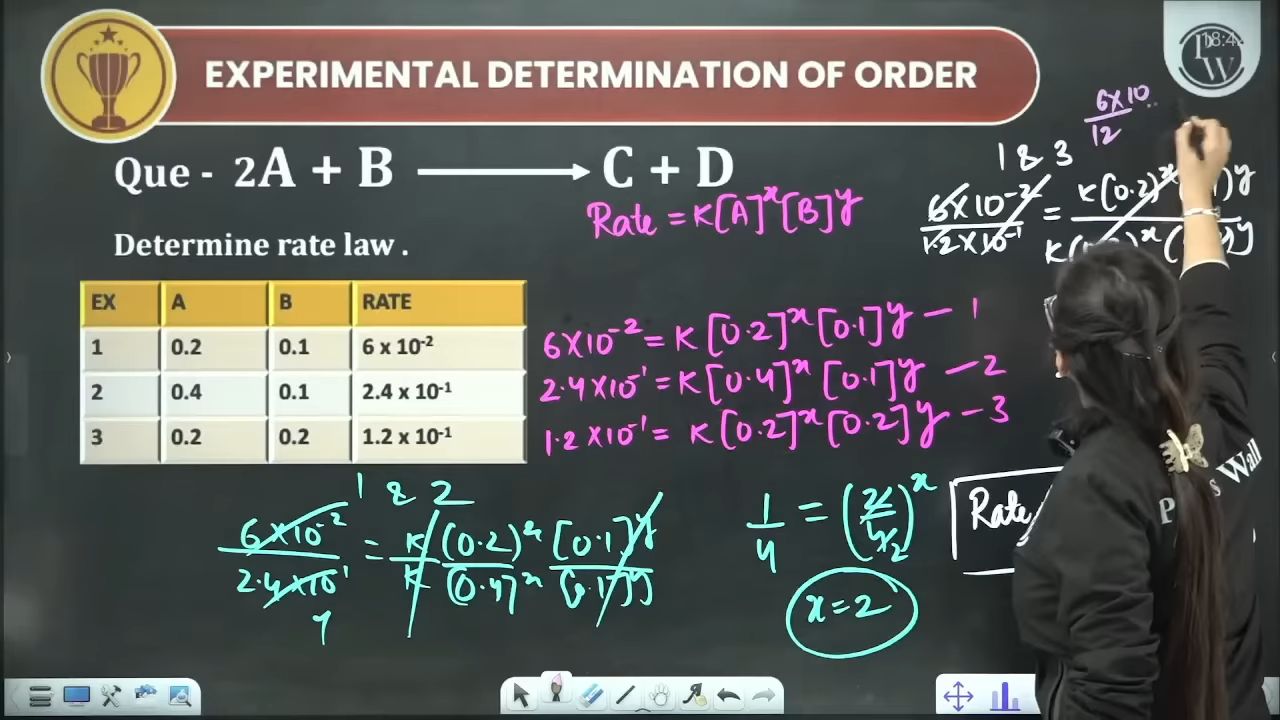 EXPERIMENTAL DETERMINATION OF ORDER
18:4
PW
6×10
12
Que - 2A + B ⟶ C + D
1 & 3
Rate = K[A]^x[B]^y
6×10^-2 / 1.2×10^-1 = K(0.2)^x )^y / K( )^x ( )^y
Determine rate law .
EX A B RATE
1 0.2 0.1 6 x 10^-2
2 0.4 0.1 2.4 x 10^-1
3 0.2 0.2 1.2 x 10^-1
6×10^-2 = K[0.2]^x[0.1]^y – 1
2.4×10^-1 = K[0.4]^x [0.1]^y – 2
1.2×10^-1 = K[0.2]^x[0.2]^y – 3
1 & 2
6×10^-2 / 2.4×10^-1 = K (0.2)^x [0.1]^y / K (0.4)^x (0.1)^y
4
1/4 = ( / )^x
x=2
Rate
Wall